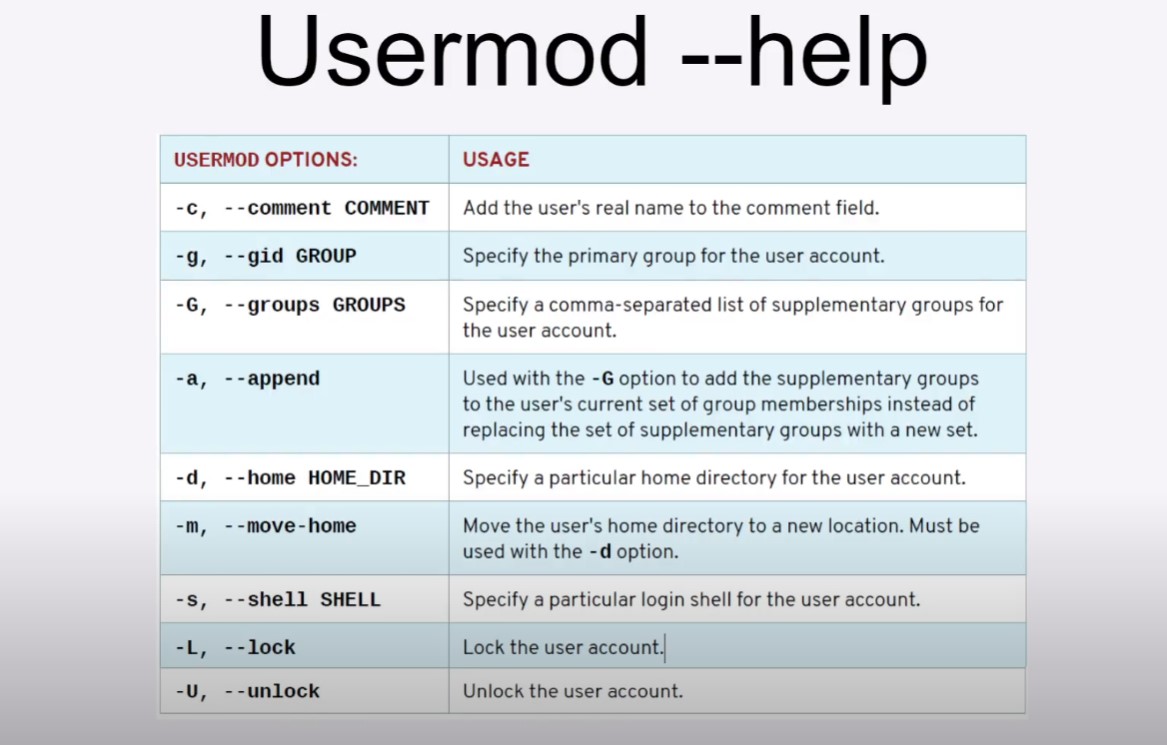 Usermod --help
USERMOD OPTIONS: USAGE
-c, --comment COMMENT Add the user's real name to the comment field.
-g, --gid GROUP Specify the primary group for the user account.
-G, --groups GROUPS Specify a comma-separated list of supplementary groups for
the user account.
-a, --append Used with the -G option to add the supplementary groups
to the user's current set of group memberships instead of
replacing the set of supplementary groups with a new set.
-d, --home HOME_DIR Specify a particular home directory for the user account.
-m, --move-home Move the user's home directory to a new location. Must be
used with the -d option.
-s, --shell SHELL Specify a particular login shell for the user account.
-L, --lock Lock the user account.
-U, --unlock Unlock the user account.